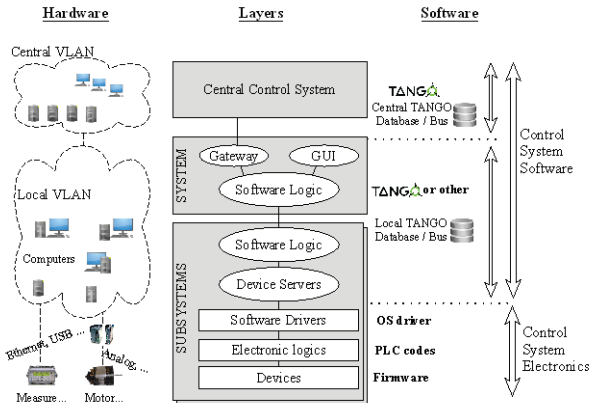 Hardware
Layers
Software
Central VLAN
Central Control System
TANGO
Central TANGO
Database / Bus
Control
System
Software
SYSTEM
Gateway
GUI
Software Logic
TANGO or other
Local VLAN
Local TANGO
Database / Bus
Computers
SUBSYSTEMS
Software Logic
Device Servers
Software Drivers
OS driver
Ethernet, USB ...
Analog, ...
Electronic logics
PLC codes
Control
System
Electronics
Devices
Firmware
Measure...
Motor...